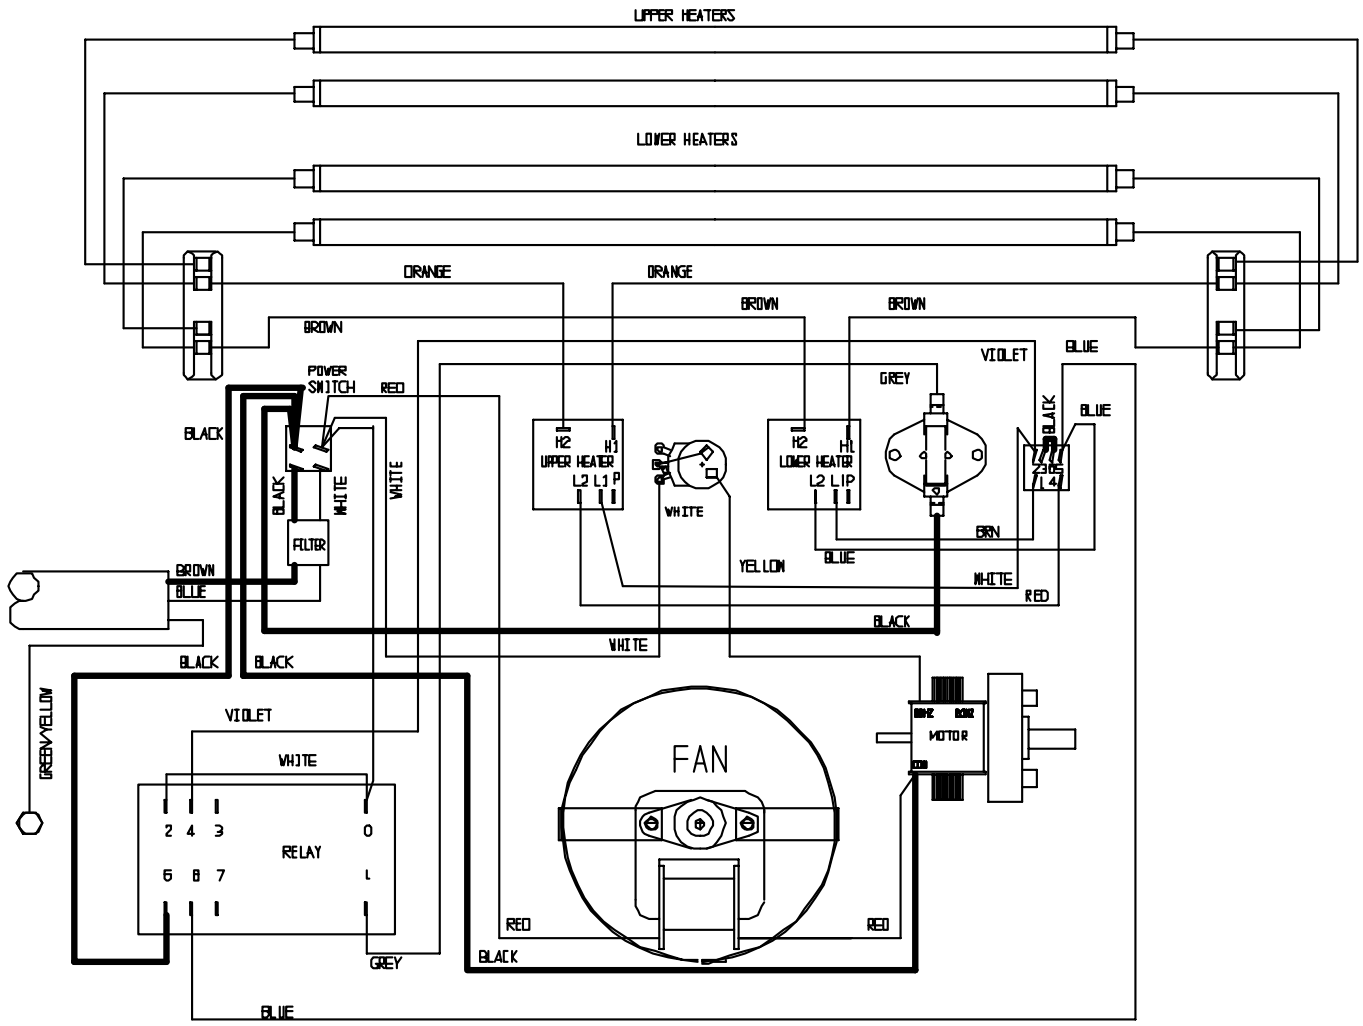 UPPER HEATERS
LOWER HEATERS
ORANGE
ORANGE
BROWN
BROWN
BROWN
VIOLET
BLUE
POWER
SWITCH
RED
GREY
BLACK
BLUE
BLACK
H2
H1
UPPER HEATER
L2 L1 P
H2
H1
LOWER HEATER
L2 L1 P
BLACK
WHITE
WHITE
WHITE
FILTER
BRN
BLUE
YELLOW
WHITE
RED
BROWN
BLUE
BLACK
WHITE
BLACK
BLACK
GREEN/YELLOW
VIOLET
WHITE
FAN
MOTOR
2 4 3
0
RELAY
6 8 7
1
RED
RED
GREY
BLACK
BLUE